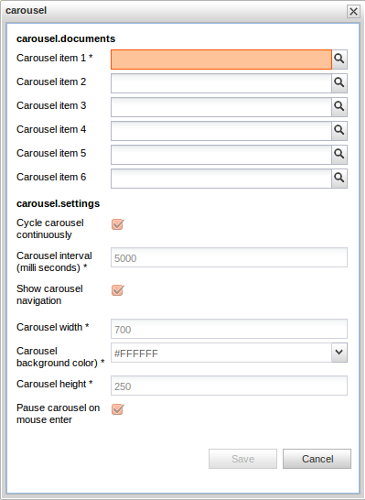 carousel
carousel.documents
Carousel item 1 *
Carousel item 2
Carousel item 3
Carousel item 4
Carousel item 5
Carousel item 6
carousel.settings
Cycle carousel
continuously
Carousel interval
(milli seconds) *
5000
Show carousel
navigation
Carousel width *
700
Carousel
background color) *
#FFFFFF
Carousel height *
250
Pause carousel on
mouse enter
Save
Cancel